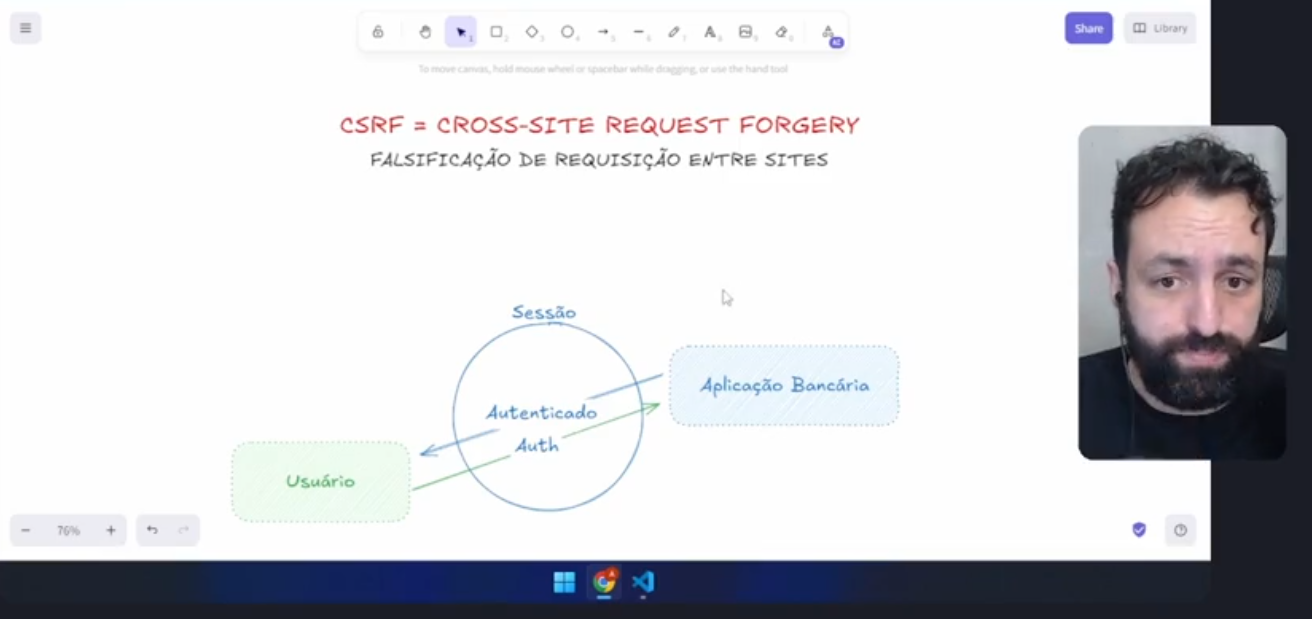 Share
Library
To move canvas, hold mouse wheel or spacebar while dragging, or use the hand tool
CSRF = CROSS-SITE REQUEST FORGERY
FALSIFICAÇÃO DE REQUISIÇÃO ENTRE SITES
Sessão
Aplicação Bancária
Autenticado
Auth
Usuário
76%